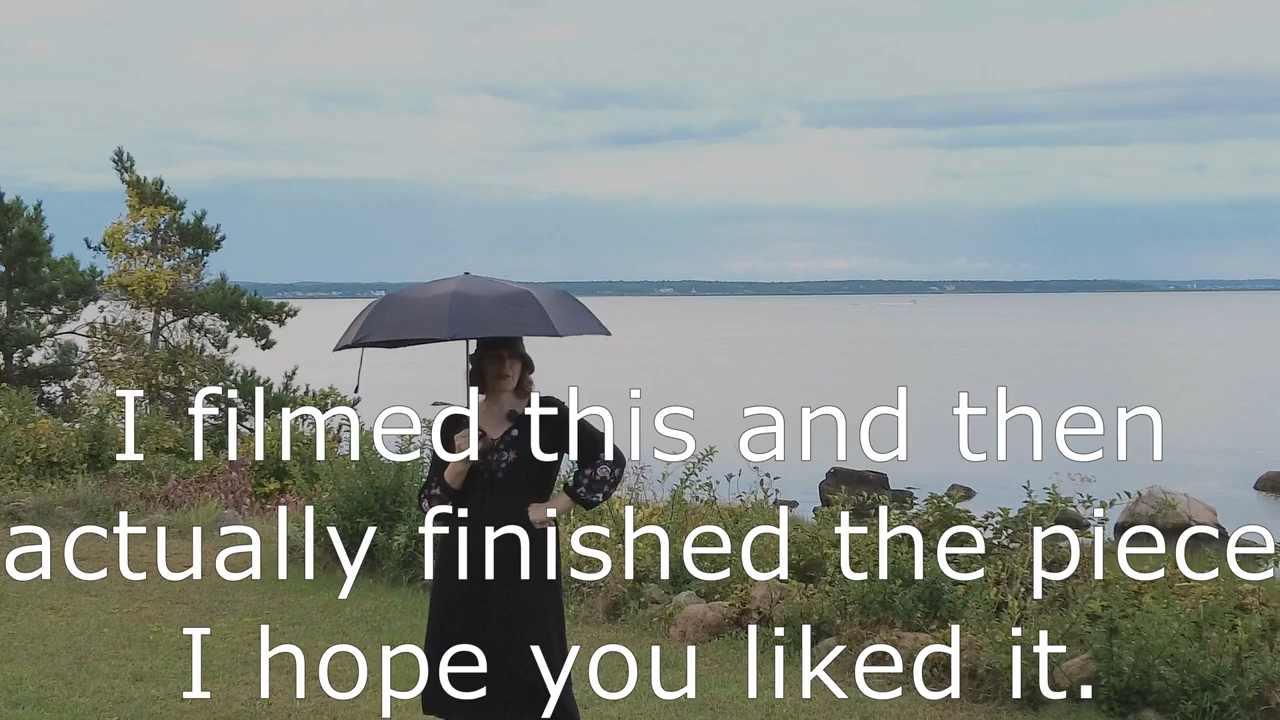 I filmed this and then
actually finished the piece
I hope you liked it.